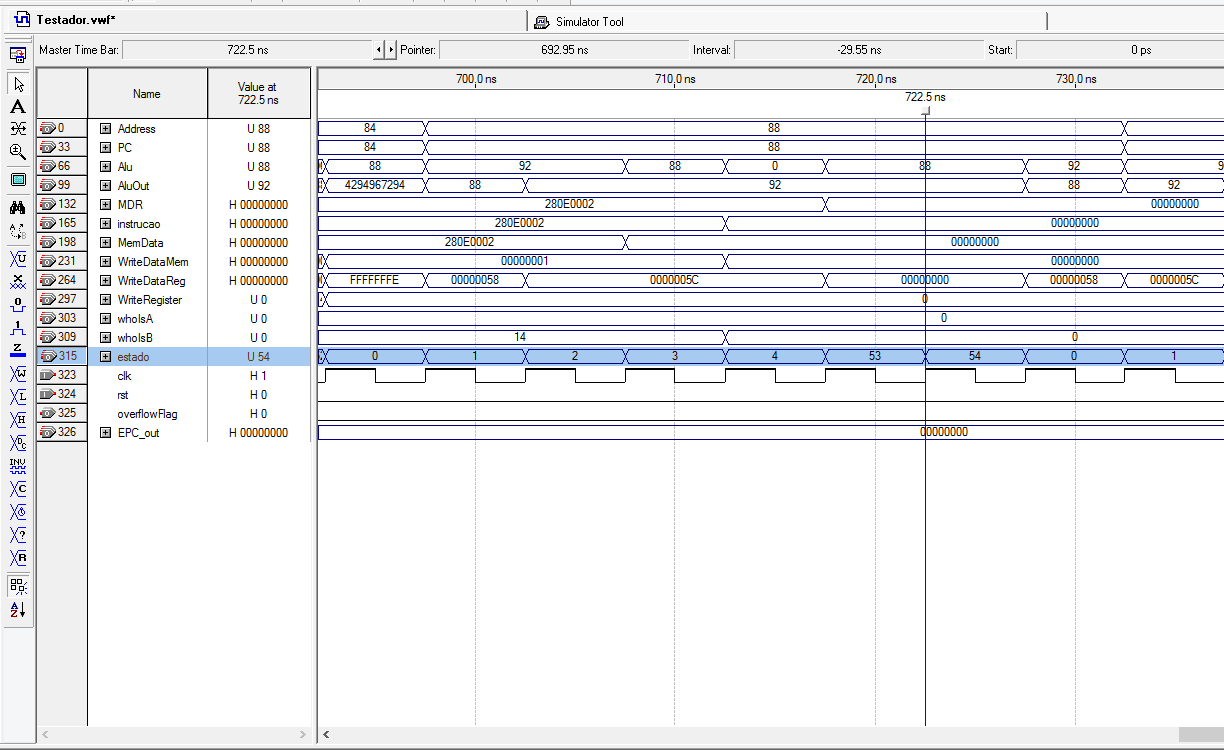 Testador.vwf*
Simulator Tool
Master Time Bar: 722.5 ns Pointer: 692.95 ns Interval: -29.55 ns Start: 0 ps
Name Value at 722.5 ns 700.0 ns 710.0 ns 720.0 ns 730.0 ns
722.5 ns
0 Address U 88 84 88
33 PC U 88 84 88
66 Alu U 88 88 92 88 0 88 92 9
99 AluOut U 92 4294967294 88 92 88 92
132 MDR H 00000000 280E0002 00000000
165 instrucao H 00000000 280E0002 00000000
198 MemData H 00000000 280E0002 00000000
231 WriteDataMem H 00000000 00000001 00000000
264 WriteDataReg H 00000000 FFFFFFFE 00000058 0000005C 00000000 00000058 0000005C
297 WriteRegister U 0 0
303 whoIsA U 0 0
309 whoIsB U 0 14 0
315 estado U 54 0 1 2 3 4 53 54 0 1
323 clk H 1
324 rst H 0
325 overflowFlag H 0
326 EPC_out H 00000000 00000000